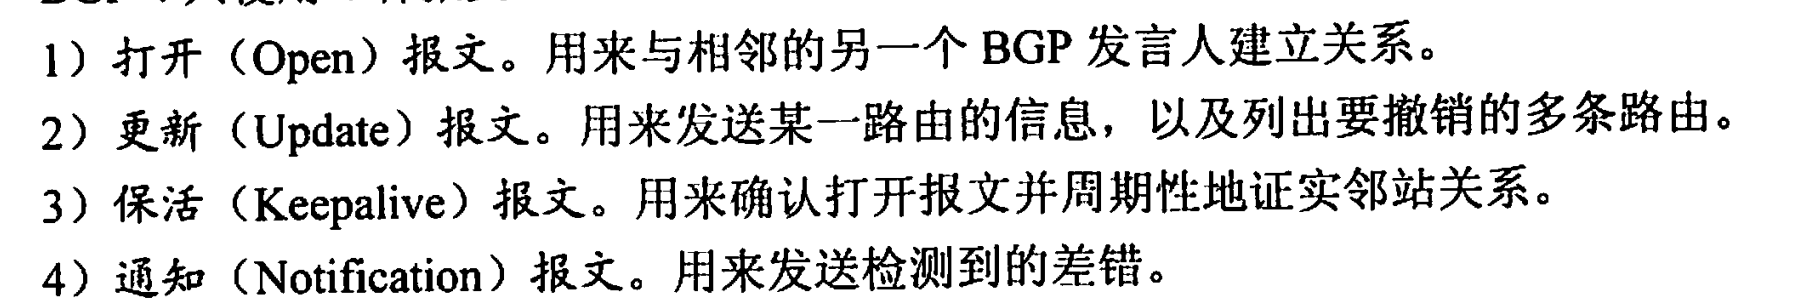 1）打开（Open）报文。用来与相邻的另一个 BGP 发言人建立关系。
2）更新（Update）报文。用来发送某一路由的信息，以及列出要撤销的多条路由。
3）保活（Keepalive）报文。用来确认打开报文并周期性地证实邻站关系。
4）通知（Notification）报文。用来发送检测到的差错。